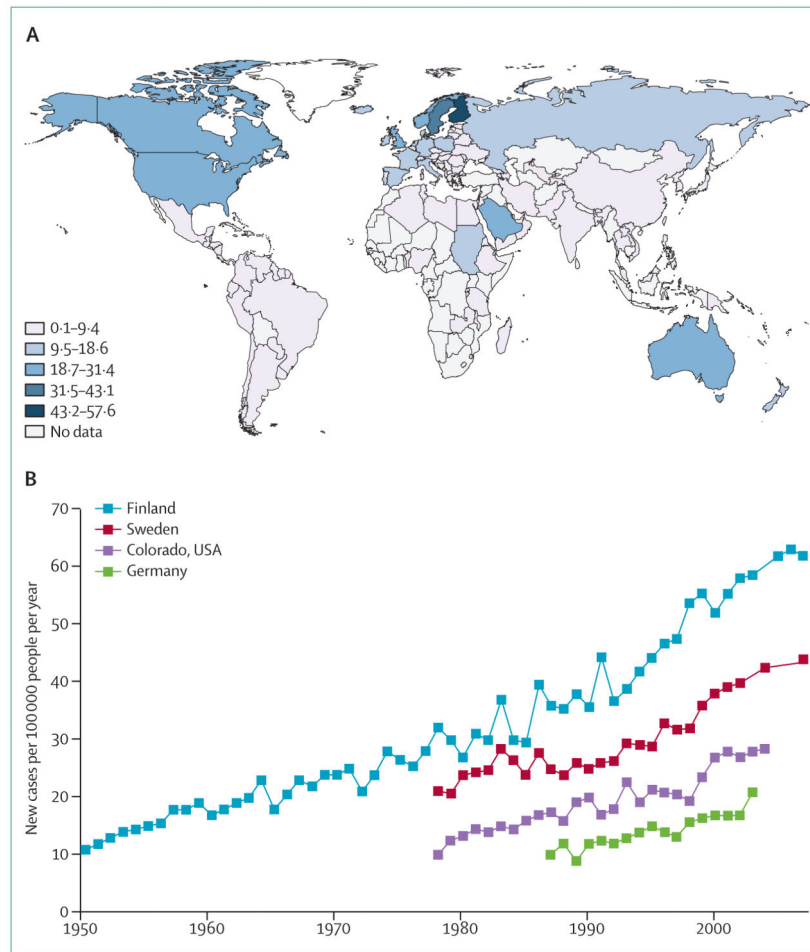 A
0·1–9·4
9·5–18·6
18·7–31·4
31·5–43·1
43·2–57·6
No data
B
Finland
Sweden
Colorado, USA
Germany
New cases per 100 000 people per year
70
60
50
40
30
20
10
0
1950
1960
1970
1980
1990
2000